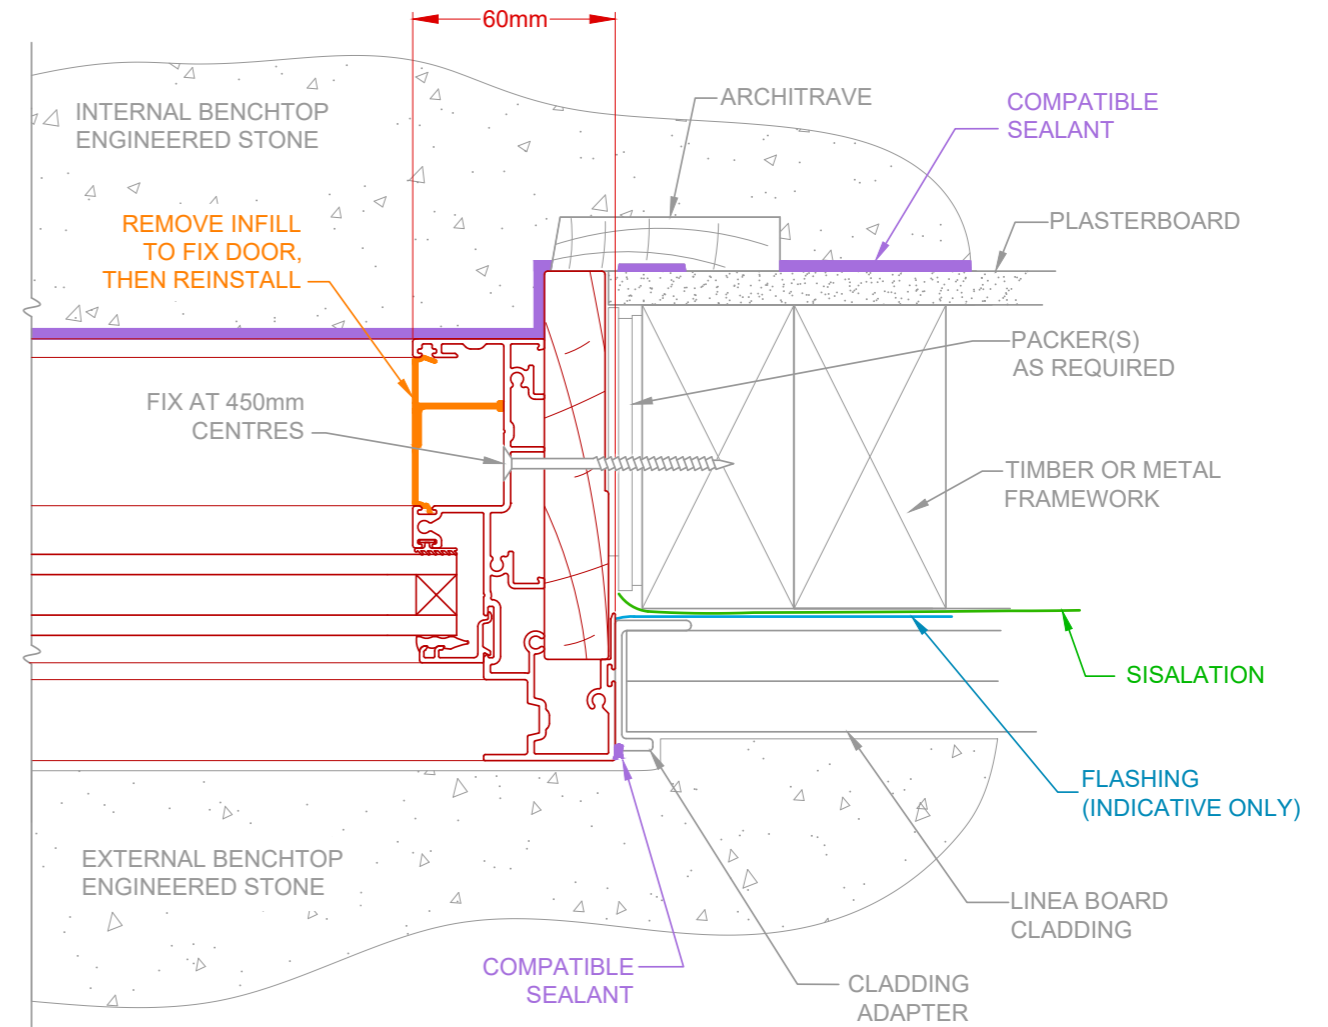 60mm
INTERNAL BENCHTOP
ENGINEERED STONE
ARCHITRAVE
COMPATIBLE
SEALANT
REMOVE INFILL
TO FIX DOOR,
THEN REINSTALL
PLASTERBOARD
PACKER(S)
AS REQUIRED
FIX AT 450mm
CENTRES
TIMBER OR METAL
FRAMEWORK
SISALATION
FLASHING
(INDICATIVE ONLY)
EXTERNAL BENCHTOP
ENGINEERED STONE
LINEA BOARD
CLADDING
COMPATIBLE
SEALANT
CLADDING
ADAPTER